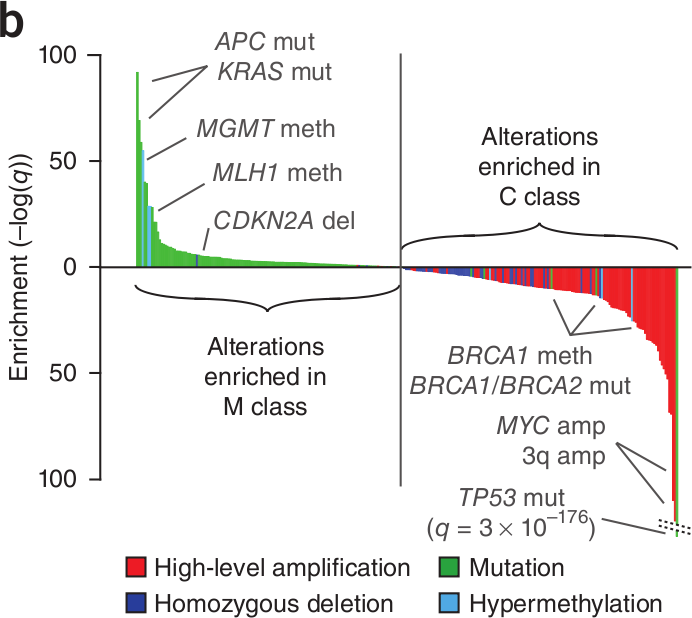 b
Enrichment (–log(q))
100
50
0
50
100
APC mut
KRAS mut
MGMT meth
MLH1 meth
CDKN2A del
Alterations
enriched in
M class
Alterations
enriched in
C class
BRCA1 meth
BRCA1/BRCA2 mut
MYC amp
3q amp
TP53 mut
(q = 3 × 10–176)
High-level amplification
Mutation
Homozygous deletion
Hypermethylation